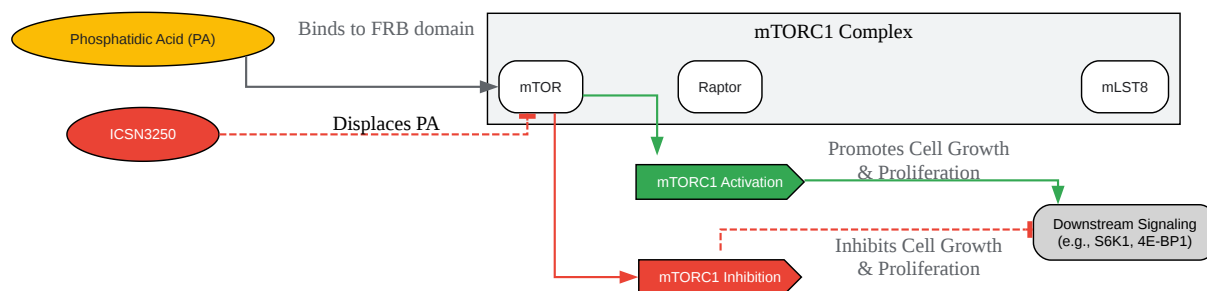 Phosphatidic Acid (PA)
Binds to FRB domain
mTORC1 Complex
mTOR
Raptor
mLST8
ICSN3250
Displaces PA
mTORC1 Activation
Promotes Cell Growth
& Proliferation
Downstream Signaling
(e.g., S6K1, 4E-BP1)
mTORC1 Inhibition
Inhibits Cell Growth
& Proliferation